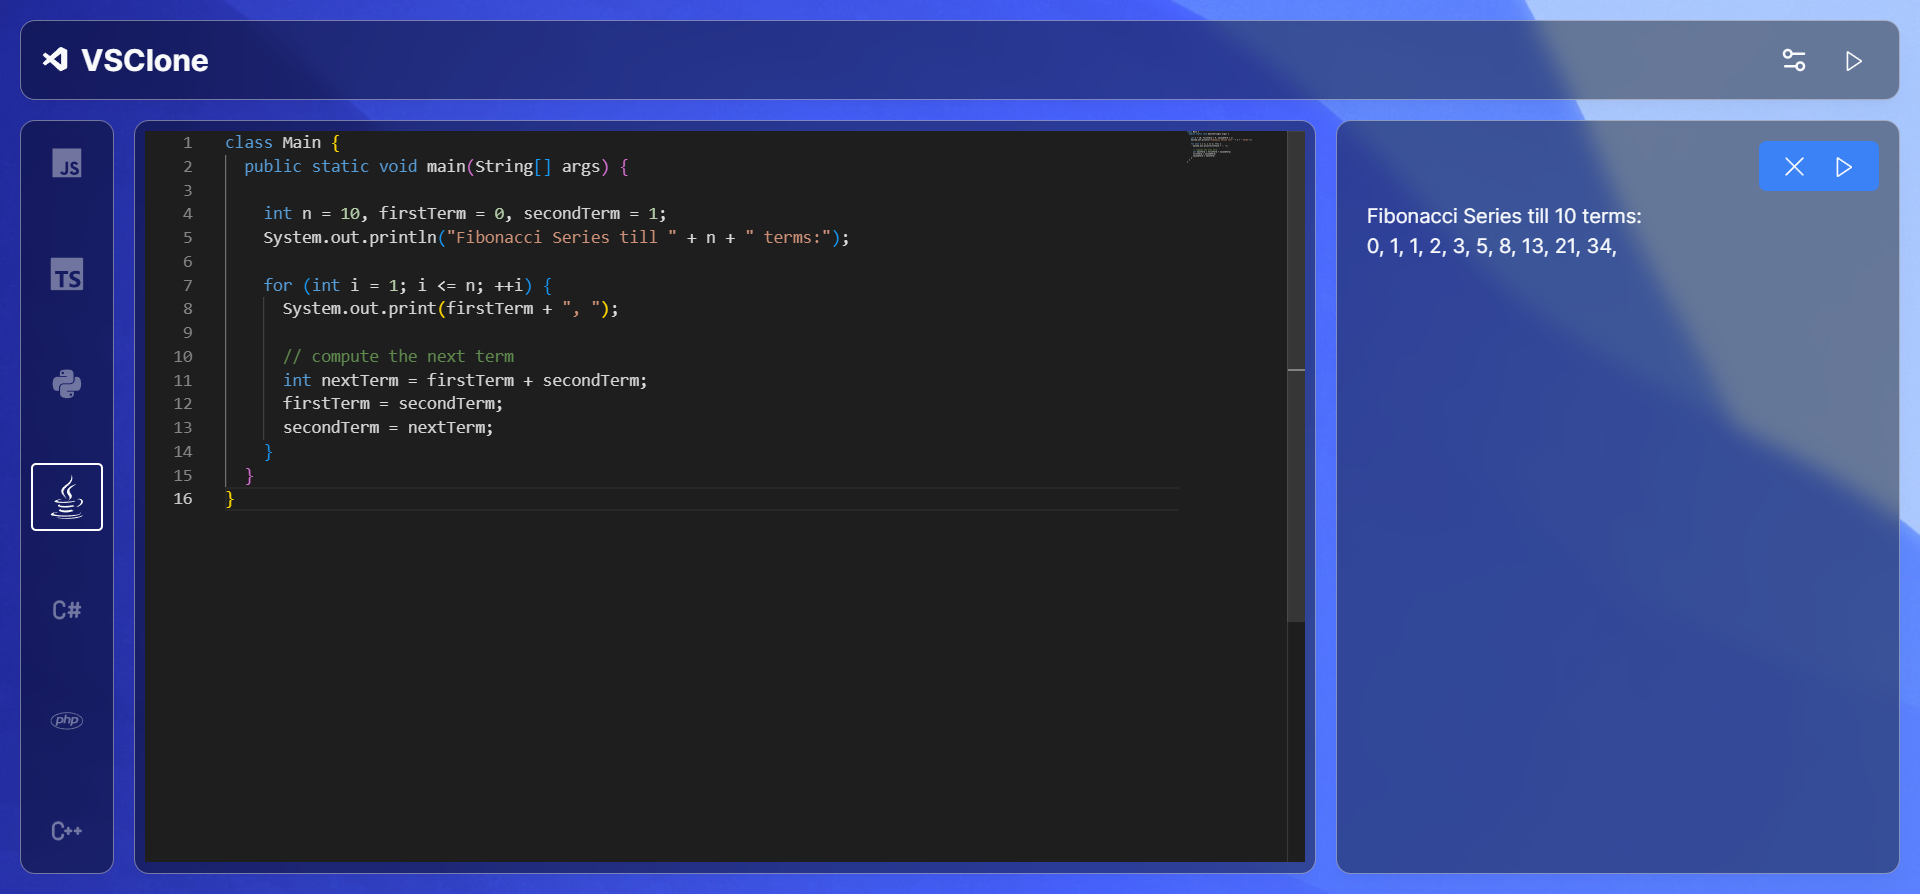 VSClone
JS
TS
C#
php
C++
1 class Main {
2 public static void main(String[] args) {
3
4 int n = 10, firstTerm = 0, secondTerm = 1;
5 System.out.println("Fibonacci Series till " + n + " terms:");
6
7 for (int i = 1; i <= n; ++i) {
8 System.out.print(firstTerm + ", ");
9
10 // compute the next term
11 int nextTerm = firstTerm + secondTerm;
12 firstTerm = secondTerm;
13 secondTerm = nextTerm;
14 }
15 }
16 }
Fibonacci Series till 10 terms:
0, 1, 1, 2, 3, 5, 8, 13, 21, 34,